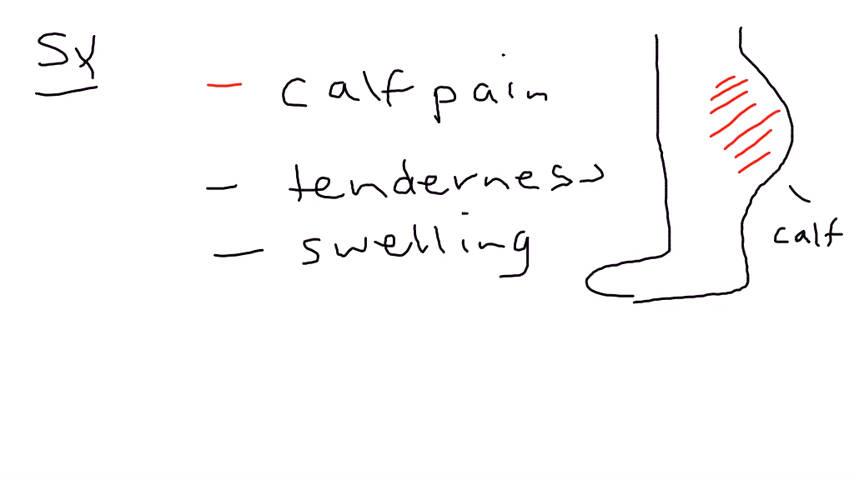 Sx
- calf pain
- tenderness
- swelling
calf